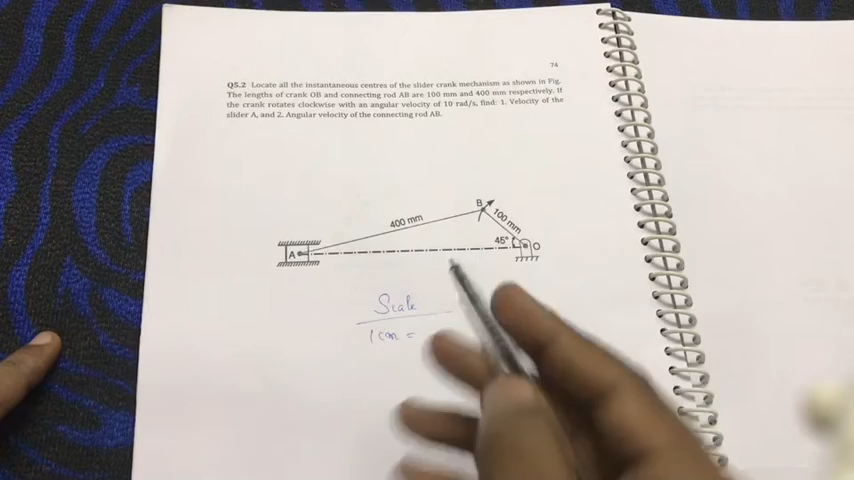 74
Q5.2 Locate all the instantaneous centres of the slider crank mechanism as shown in Fig.
The lengths of crank OB and connecting rod AB are 100 mm and 400 mm respectively. If
the crank rotates clockwise with an angular velocity of 10 rad/s, find: 1. Velocity of the
slider A, and 2. Angular velocity of the connecting rod AB.
B
400 mm
100 mm
45°
O
A
Scale
1 cm =